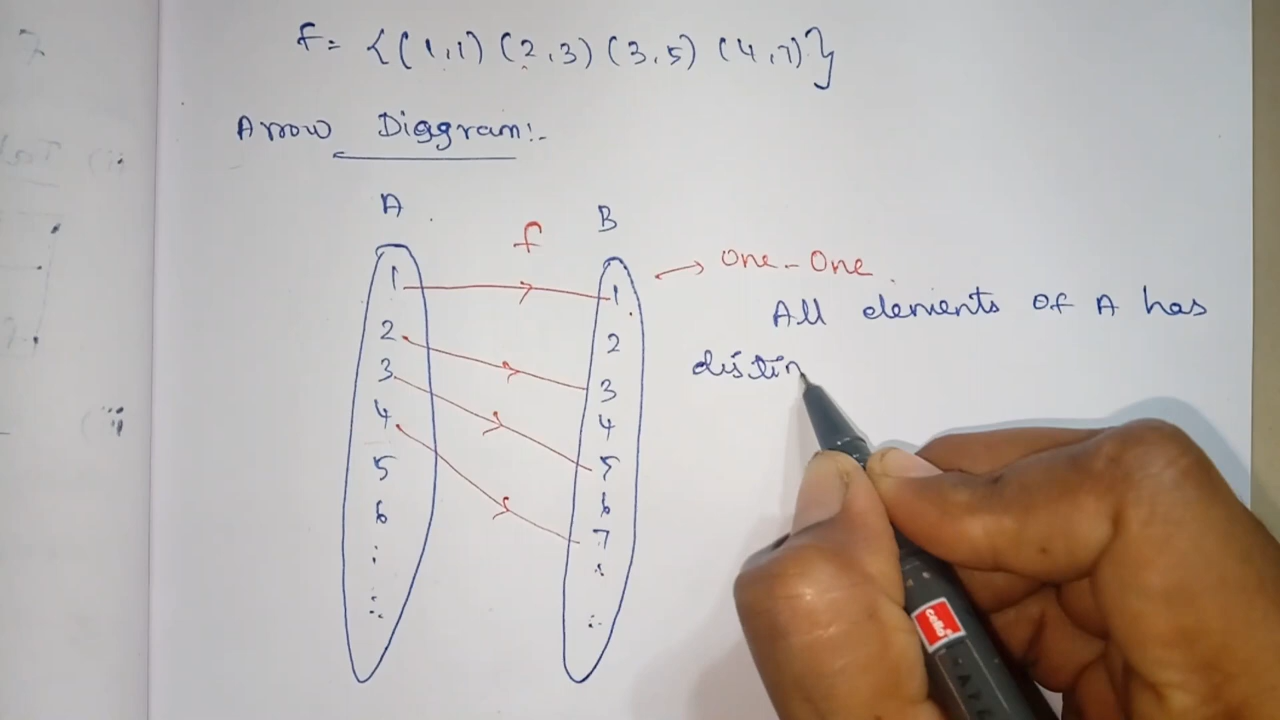 f = {(1,1) (2,3) (3,5) (4,7)}
Arrow Diagram:-
A
B
f
1
2
3
4
5
6
1
2
3
4
5
6
7
→ One-One.
All elements of A has
distin
cello